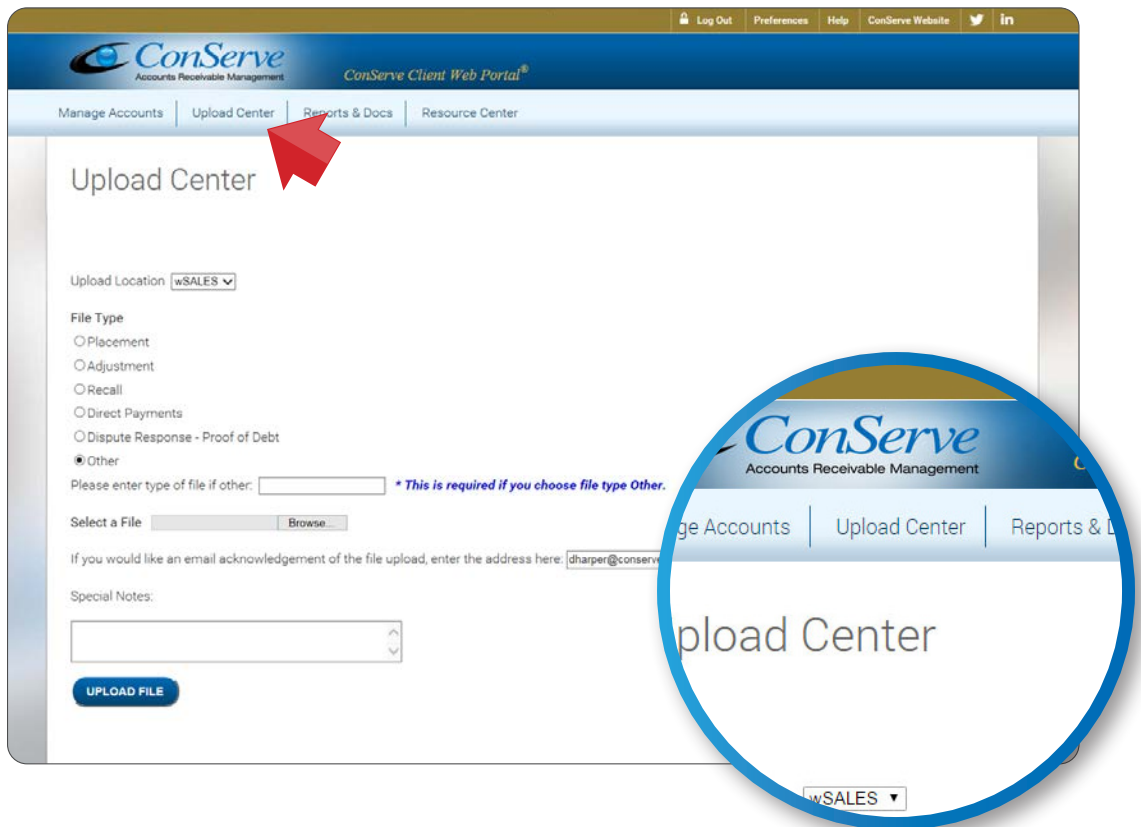 Log Out Preferences Help ConServe Website
ConServe
Accounts Receivable Management
ConServe Client Web Portal®
Manage Accounts Upload Center Reports & Docs Resource Center
Upload Center
Upload Location wSALES
File Type
Placement
Adjustment
Recall
Direct Payments
Dispute Response - Proof of Debt
Other
Please enter type of file if other: * This is required if you choose file type Other.
Select a File Browse...
If you would like an email acknowledgement of the file upload, enter the address here: dharper@conserve
Special Notes:
UPLOAD FILE
ConServe
Accounts Receivable Management
ge Accounts Upload Center Reports &
pload Center
wSALES